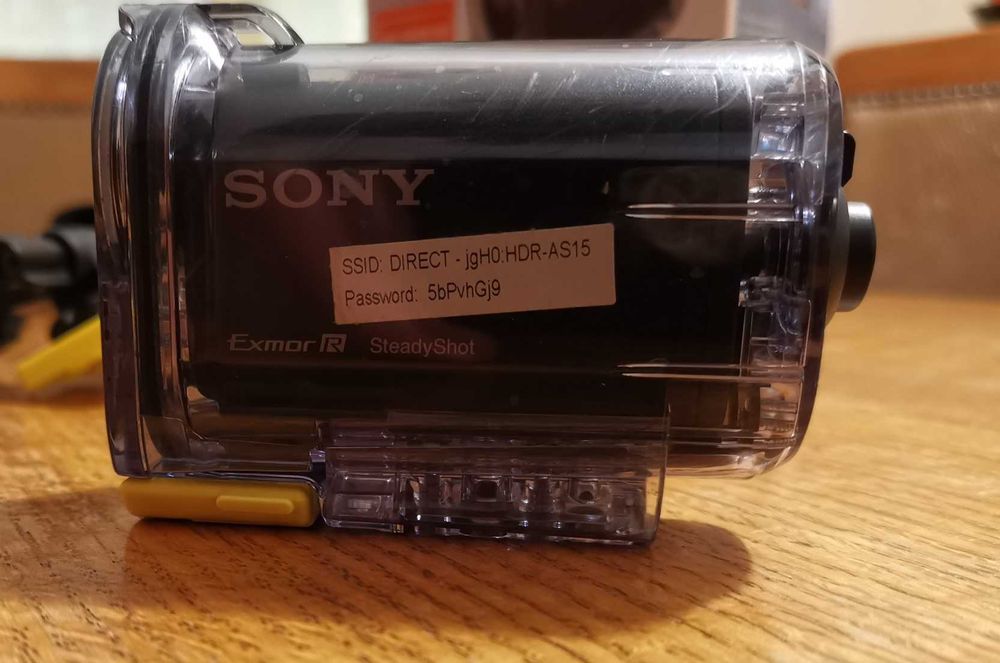 SONY
SSID: DIRECT - jgH0:HDR-AS15
Password: 5bPvhGj9
Exmor R SteadyShot